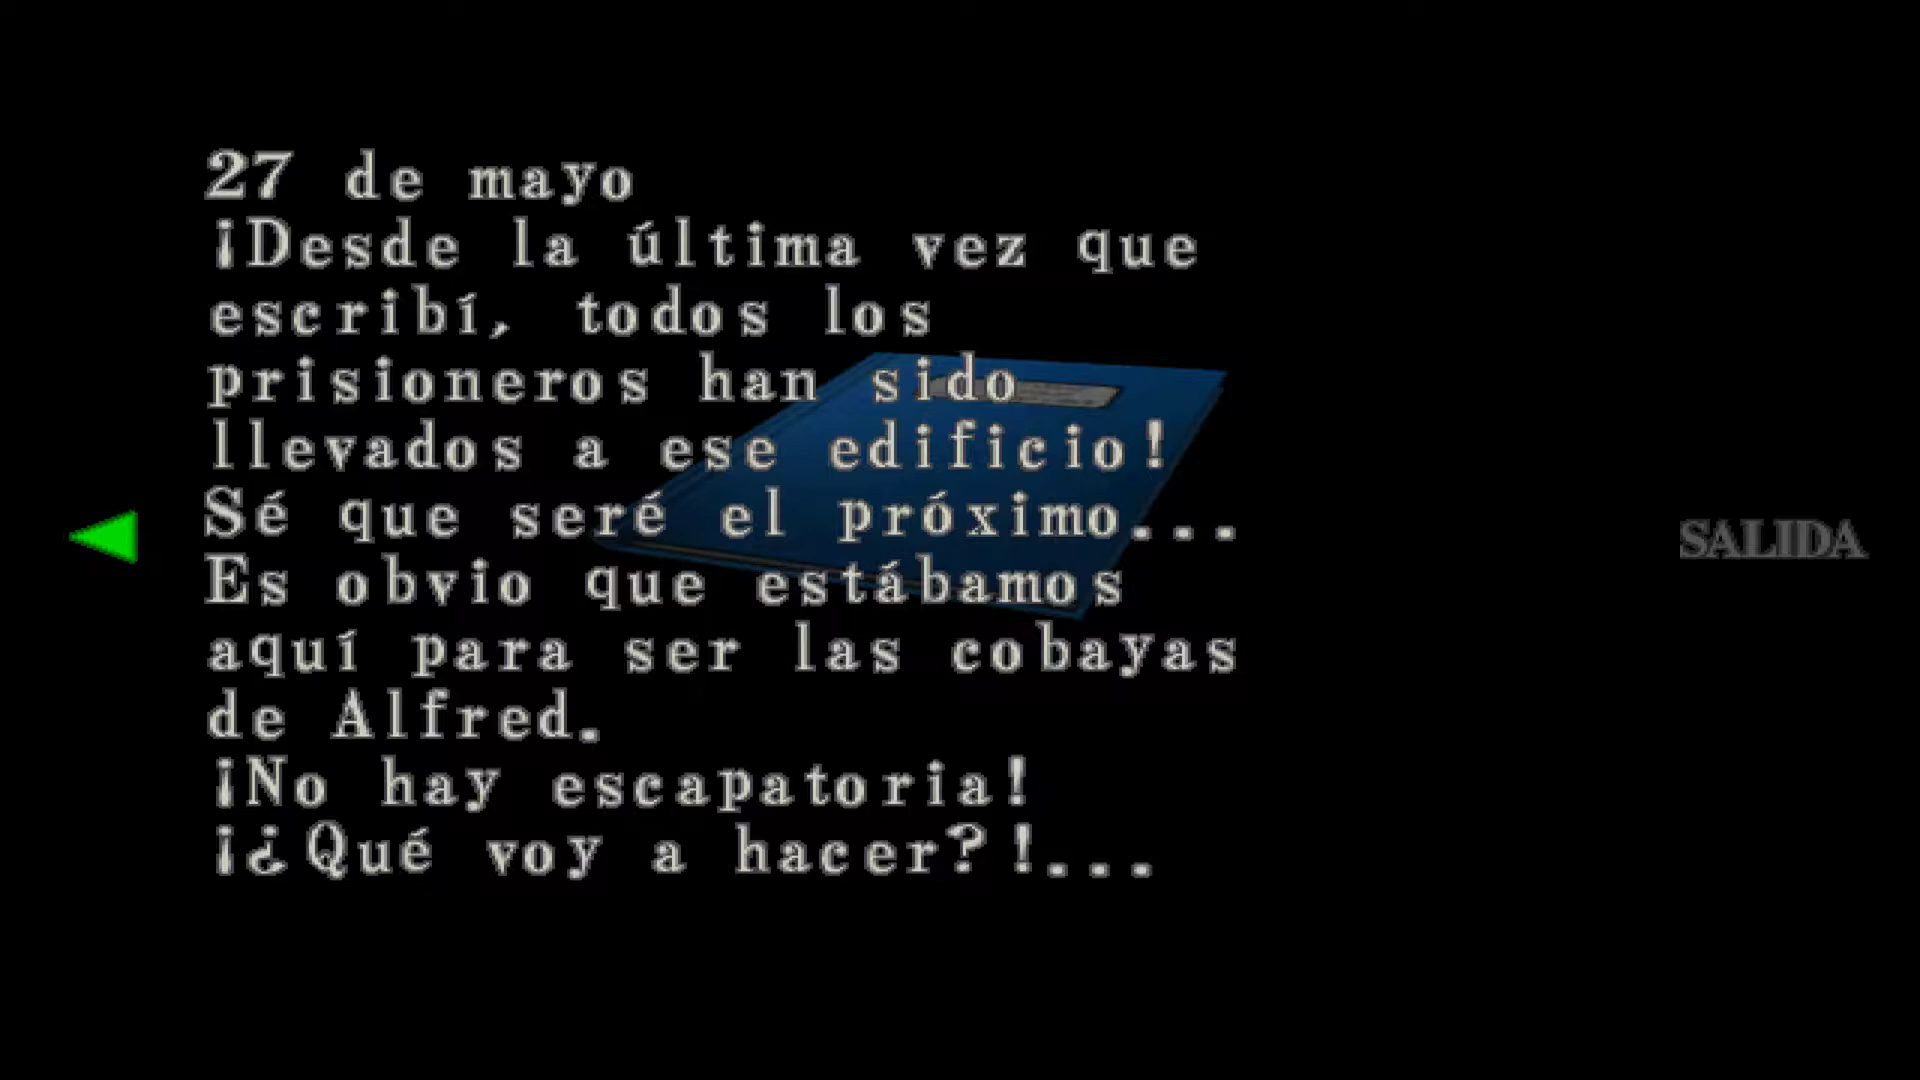 27 de mayo
¡Desde la última vez que
escribí, todos los
prisioneros han sido
llevados a ese edificio!
Sé que seré el próximo...
Es obvio que estábamos
aquí para ser las cobayas
de Alfred.
¡No hay escapatoria!
¡¿Qué voy a hacer?!...
SALIDA